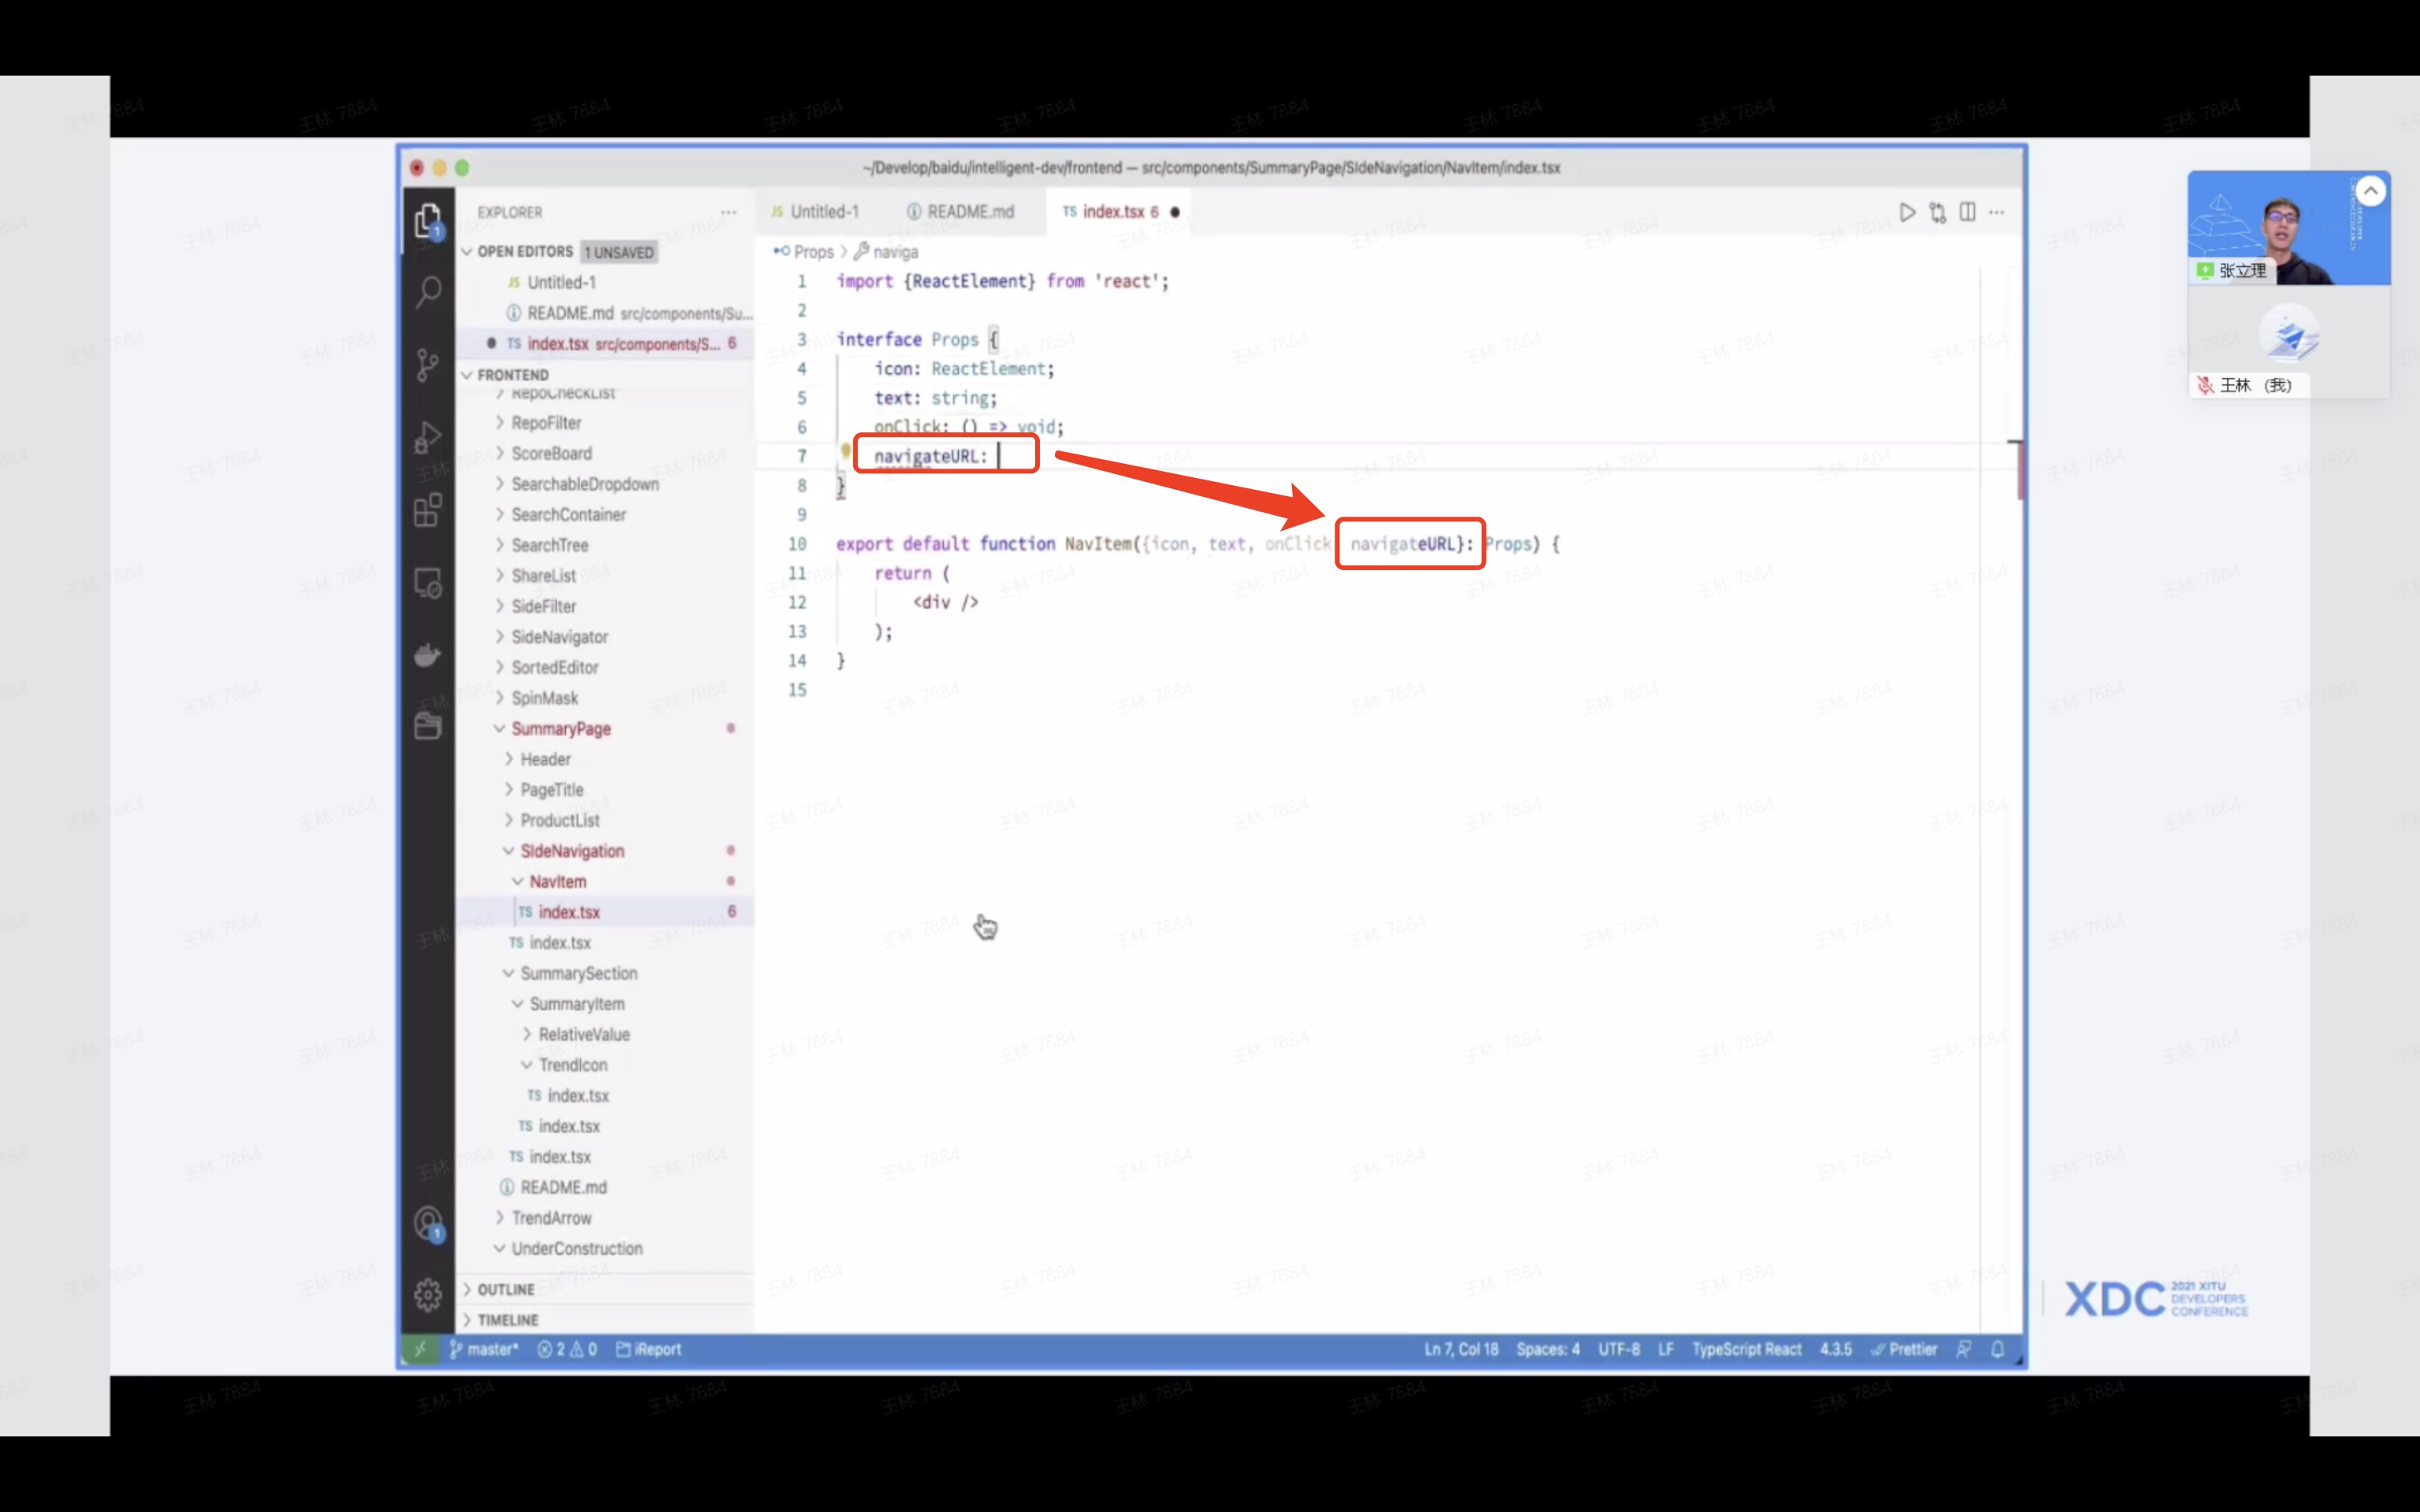 ~/Develop/baidu/intelligent-dev/frontend — src/components/SummaryPage/SIdeNavigation/NavItem/index.tsx
EXPLORER
OPEN EDITORS 1 UNSAVED
JS Untitled-1
README.md src/components/Su...
TS index.tsx src/components/S... 6
FRONTEND
RepoCheckList
RepoFilter
ScoreBoard
SearchableDropdown
SearchContainer
SearchTree
ShareList
SideFilter
SideNavigator
SortedEditor
SpinMask
SummaryPage
Header
PageTitle
ProductList
SIdeNavigation
NavItem
TS index.tsx 6
TS index.tsx
SummarySection
SummaryItem
RelativeValue
TrendIcon
TS index.tsx
TS index.tsx
TS index.tsx
README.md
TrendArrow
UnderConstruction
OUTLINE
TIMELINE
JS Untitled-1 README.md TS index.tsx 6
Props > naviga
1 import {ReactElement} from 'react';
2
3 interface Props {
4 icon: ReactElement;
5 text: string;
6 onClick: () => void;
7 navigateURL:
8 }
9
10 export default function NavItem({icon, text, onClick navigateURL}: Props) {
11 return (
12 <div />
13 );
14 }
15
master* 2 0 iReport Ln 7, Col 18 Spaces: 4 UTF-8 LF TypeScript React 4.3.5 Prettier
张立理
王林 (我)
XDC 2021 XITU
DEVELOPERS
CONFERENCE
王林 7884